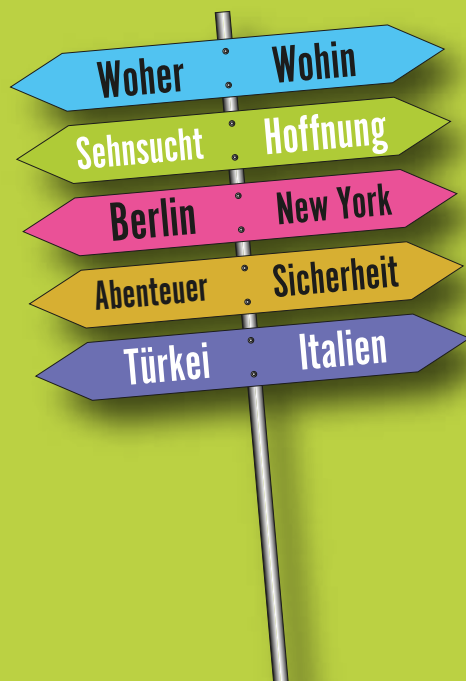 Woher Wohin
Sehnsucht Hoffnung
Berlin New York
Abenteuer Sicherheit
Türkei Italien